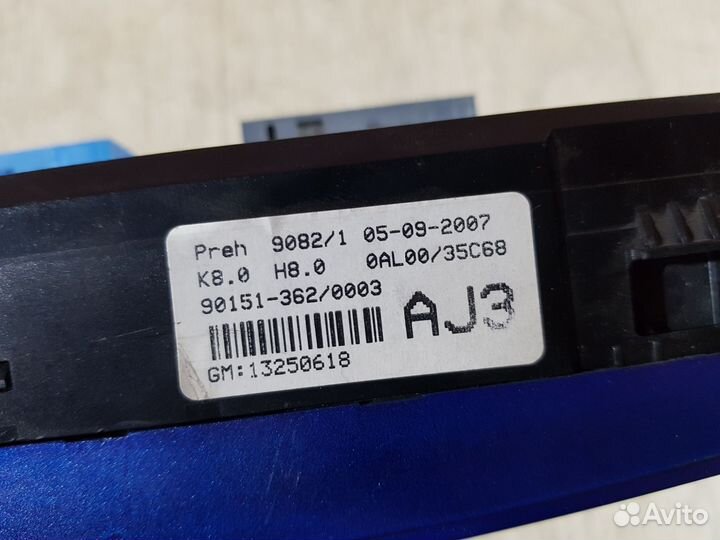 Preh 9082/1 05-09-2007
K8.0 H8.0 0AL00/35C68
90151-362/0003
AJ3
GM:13250618
Avito